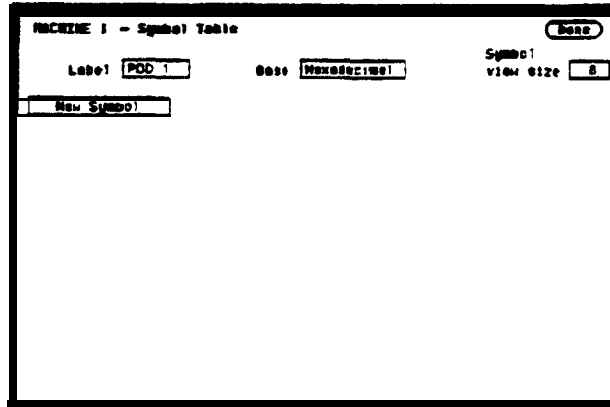 MACHINE 1 - Symbol Table
Done
Label POD 1
Base Hexadecimal
Symbol
view size 8
New Symbol